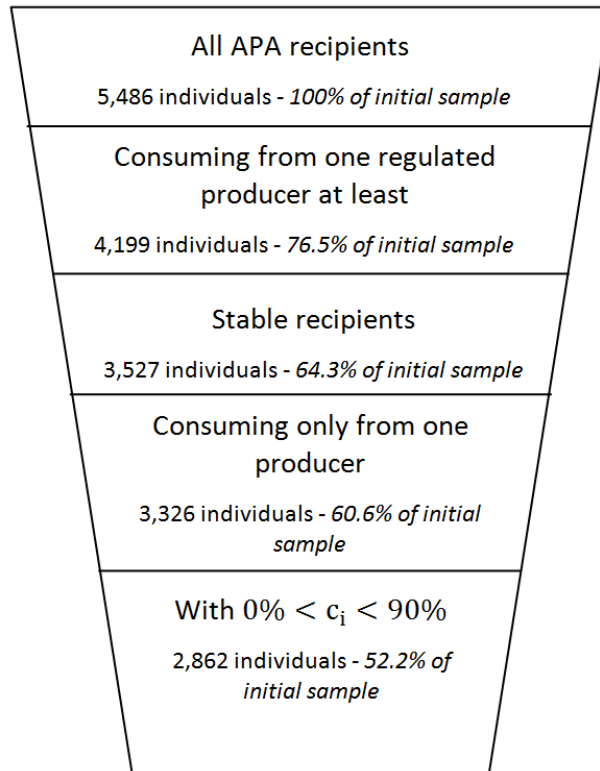 All APA recipients
5,486 individuals - 100% of initial sample
Consuming from one regulated
producer at least
4,199 individuals - 76.5% of initial sample
Stable recipients
3,527 individuals - 64.3% of initial sample
Consuming only from one
producer
3,326 individuals - 60.6% of initial
sample
With 0% < cᵢ < 90%
2,862 individuals - 52.2% of
initial sample